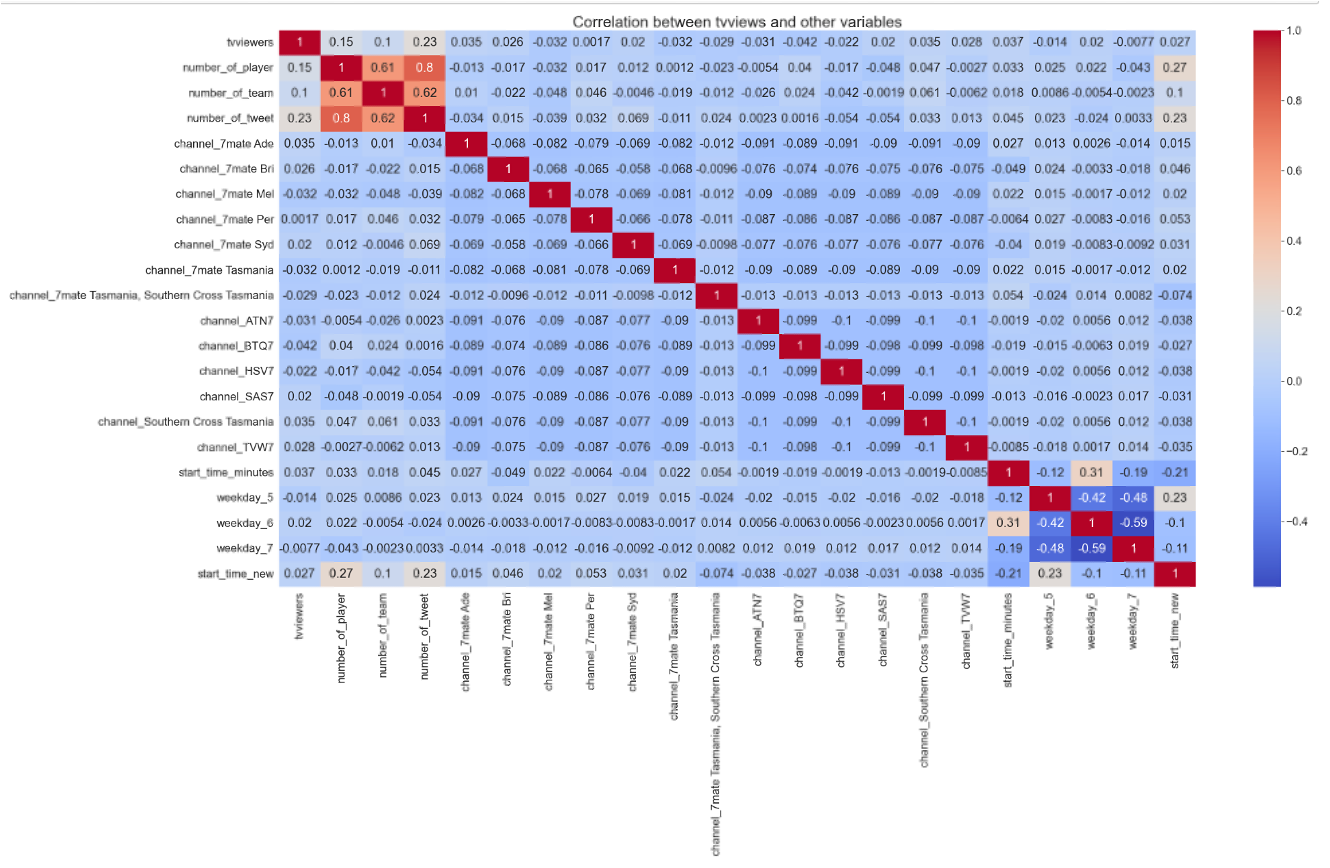 Correlation between tvviews and other variables
tvviewers 1 0.15 0.1 0.23 0.035 0.026 -0.032 0.0017 0.02 -0.032 -0.029 -0.031 -0.042 -0.022 0.02 0.035 0.028 0.037 -0.014 0.02 -0.0077 0.027
number_of_player 0.15 1 0.61 0.8 -0.013 -0.017 -0.032 0.017 0.012 0.0012 -0.023 -0.0054 0.04 -0.017 -0.048 0.047 -0.0027 0.033 0.025 0.022 -0.043 0.27
number_of_team 0.1 0.61 1 0.62 0.01 -0.022 -0.048 0.046 -0.0046 -0.019 -0.012 -0.026 0.024 -0.042 -0.0019 0.061 -0.0062 0.018 0.0086 -0.0054 -0.0023 0.1
number_of_tweet 0.23 0.8 0.62 1 -0.034 0.015 -0.039 0.032 0.069 -0.011 0.024 0.0023 0.0016 -0.054 -0.054 0.033 0.013 0.045 0.023 -0.024 0.0033 0.23
channel_7mate Ade 0.035 -0.013 0.01 -0.034 1 -0.068 -0.082 -0.079 -0.069 -0.082 -0.012 -0.091 -0.089 -0.091 -0.09 -0.091 -0.09 0.027 0.013 0.0026 -0.014 0.015
channel_7mate Bri 0.026 -0.017 -0.022 0.015 -0.068 1 -0.068 -0.065 -0.058 -0.068 -0.0096 -0.076 -0.074 -0.076 -0.075 -0.076 -0.075 -0.049 0.024 -0.0033 -0.018 0.046
channel_7mate Mel -0.032 -0.032 -0.048 -0.039 -0.082 -0.068 1 -0.078 -0.069 -0.081 -0.012 -0.09 -0.089 -0.09 -0.089 -0.09 -0.09 0.022 0.015 -0.0017 -0.012 0.02
channel_7mate Per 0.0017 0.017 0.046 0.032 -0.079 -0.065 -0.078 1 -0.066 -0.078 -0.011 -0.087 -0.086 -0.087 -0.086 -0.087 -0.087 -0.0064 0.027 -0.0083 -0.016 0.053
channel_7mate Syd 0.02 0.012 -0.0046 0.069 -0.069 -0.058 -0.069 -0.066 1 -0.069 -0.0098 -0.077 -0.076 -0.077 -0.076 -0.077 -0.076 -0.04 0.019 -0.0083 -0.0092 0.031
channel_7mate Tasmania -0.032 0.0012 -0.019 -0.011 -0.082 -0.068 -0.081 -0.078 -0.069 1 -0.012 -0.09 -0.089 -0.09 -0.089 -0.09 -0.09 0.022 0.015 -0.0017 -0.012 0.02
channel_7mate Tasmania, Southern Cross Tasmania -0.029 -0.023 -0.012 0.024 -0.012 -0.0096 -0.012 -0.011 -0.0098 -0.012 1 -0.013 -0.013 -0.013 -0.013 -0.013 -0.013 0.054 -0.024 0.014 0.0082 -0.074
channel_ATN7 -0.031 -0.0054 -0.026 0.0023 -0.091 -0.076 -0.09 -0.087 -0.077 -0.09 -0.013 1 -0.099 -0.1 -0.099 -0.1 -0.1 -0.0019 -0.02 0.0056 0.012 -0.038
channel_BTQ7 -0.042 0.04 0.024 0.0016 -0.089 -0.074 -0.089 -0.086 -0.076 -0.089 -0.013 -0.099 1 -0.099 -0.098 -0.099 -0.098 -0.019 -0.015 -0.0063 0.019 -0.027
channel_HSV7 -0.022 -0.017 -0.042 -0.054 -0.091 -0.076 -0.09 -0.087 -0.077 -0.09 -0.013 -0.1 -0.099 1 -0.099 -0.1 -0.1 -0.0019 -0.02 0.0056 0.012 -0.038
channel_SAS7 0.02 -0.048 -0.0019 -0.054 -0.09 -0.075 -0.089 -0.086 -0.076 -0.089 -0.013 -0.099 -0.098 -0.099 1 -0.099 -0.099 -0.013 -0.016 -0.0023 0.017 -0.031
channel_Southern Cross Tasmania 0.035 0.047 0.061 0.033 -0.091 -0.076 -0.09 -0.087 -0.077 -0.09 -0.013 -0.1 -0.099 -0.1 -0.099 1 -0.1 -0.0019 -0.02 0.0056 0.012 -0.038
channel_TVW7 0.028 -0.0027 -0.0062 0.013 -0.09 -0.075 -0.09 -0.087 -0.076 -0.09 -0.013 -0.1 -0.098 -0.1 -0.099 -0.1 1 -0.0085 -0.018 0.0017 0.014 -0.035
start_time_minutes 0.037 0.033 0.018 0.045 0.027 -0.049 0.022 -0.0064 -0.04 0.022 0.054 -0.0019 -0.019 -0.0019 -0.013 -0.0019 -0.0085 1 -0.12 0.31 -0.19 -0.21
weekday_5 -0.014 0.025 0.0086 0.023 0.013 0.024 0.015 0.027 0.019 0.015 -0.024 -0.02 -0.015 -0.02 -0.016 -0.02 -0.018 -0.12 1 -0.42 -0.48 0.23
weekday_6 0.02 0.022 -0.0054 -0.024 0.0026 -0.0033 -0.0017 -0.0083 -0.0083 -0.0017 0.014 0.0056 -0.0063 0.0056 -0.0023 0.0056 0.0017 0.31 -0.42 1 -0.59 -0.1
weekday_7 -0.0077 -0.043 -0.0023 0.0033 -0.014 -0.018 -0.012 -0.016 -0.0092 -0.012 0.0082 0.012 0.019 0.012 0.017 0.012 0.014 -0.19 -0.48 -0.59 1 -0.11
start_time_new 0.027 0.27 0.1 0.23 0.015 0.046 0.02 0.053 0.031 0.02 -0.074 -0.038 -0.027 -0.038 -0.031 -0.038 -0.035 -0.21 0.23 -0.1 -0.11 1
tvviewers
number_of_player
number_of_team
number_of_tweet
channel_7mate Ade
channel_7mate Bri
channel_7mate Mel
channel_7mate Per
channel_7mate Syd
channel_7mate Tasmania
channel_7mate Tasmania, Southern Cross Tasmania
channel_ATN7
channel_BTQ7
channel_HSV7
channel_SAS7
channel_Southern Cross Tasmania
channel_TVW7
start_time_minutes
weekday_5
weekday_6
weekday_7
start_time_new
1.0
0.8
0.6
0.4
0.2
0.0
−0.2
−0.4